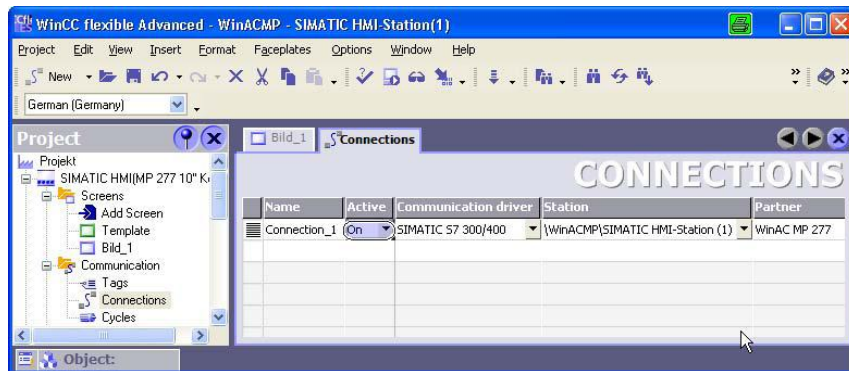 WinCC flexible Advanced - WinACMP - SIMATIC HMI-Station(1)
Project Edit View Insert Format Faceplates Options Window Help
New
German (Germany)
Project
Bild_1 Connections
Projekt
CONNECTIONS
SIMATIC HMI(MP 277 10"
Screens
Add Screen
Template
Bild_1
Communication
Tags
Connections
Cycles
Name Active Communication driver Station Partner
Connection_1 On SIMATIC S7 300/400 \WinACMP\SIMATIC HMI-Station (1) WinAC MP 277
Object: